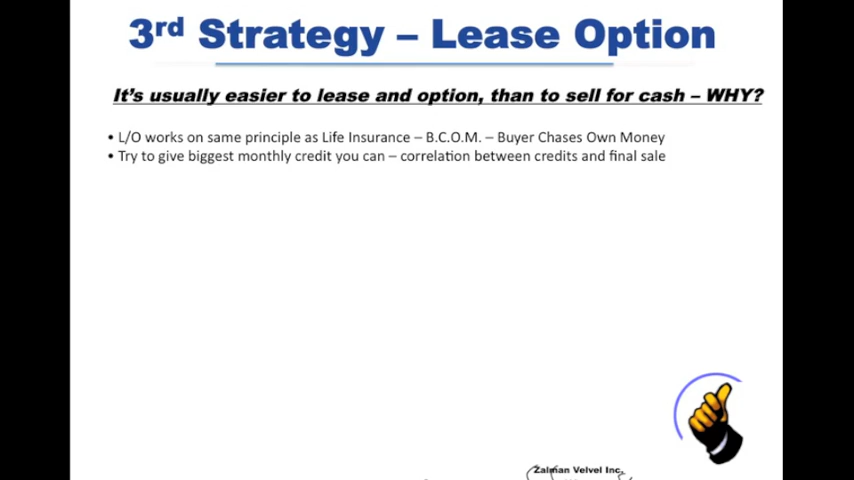 3rd Strategy – Lease Option
It's usually easier to lease and option, than to sell for cash – WHY?
• L/O works on same principle as Life Insurance – B.C.O.M. – Buyer Chases Own Money
• Try to give biggest monthly credit you can – correlation between credits and final sale
Zalman Velvel Inc.